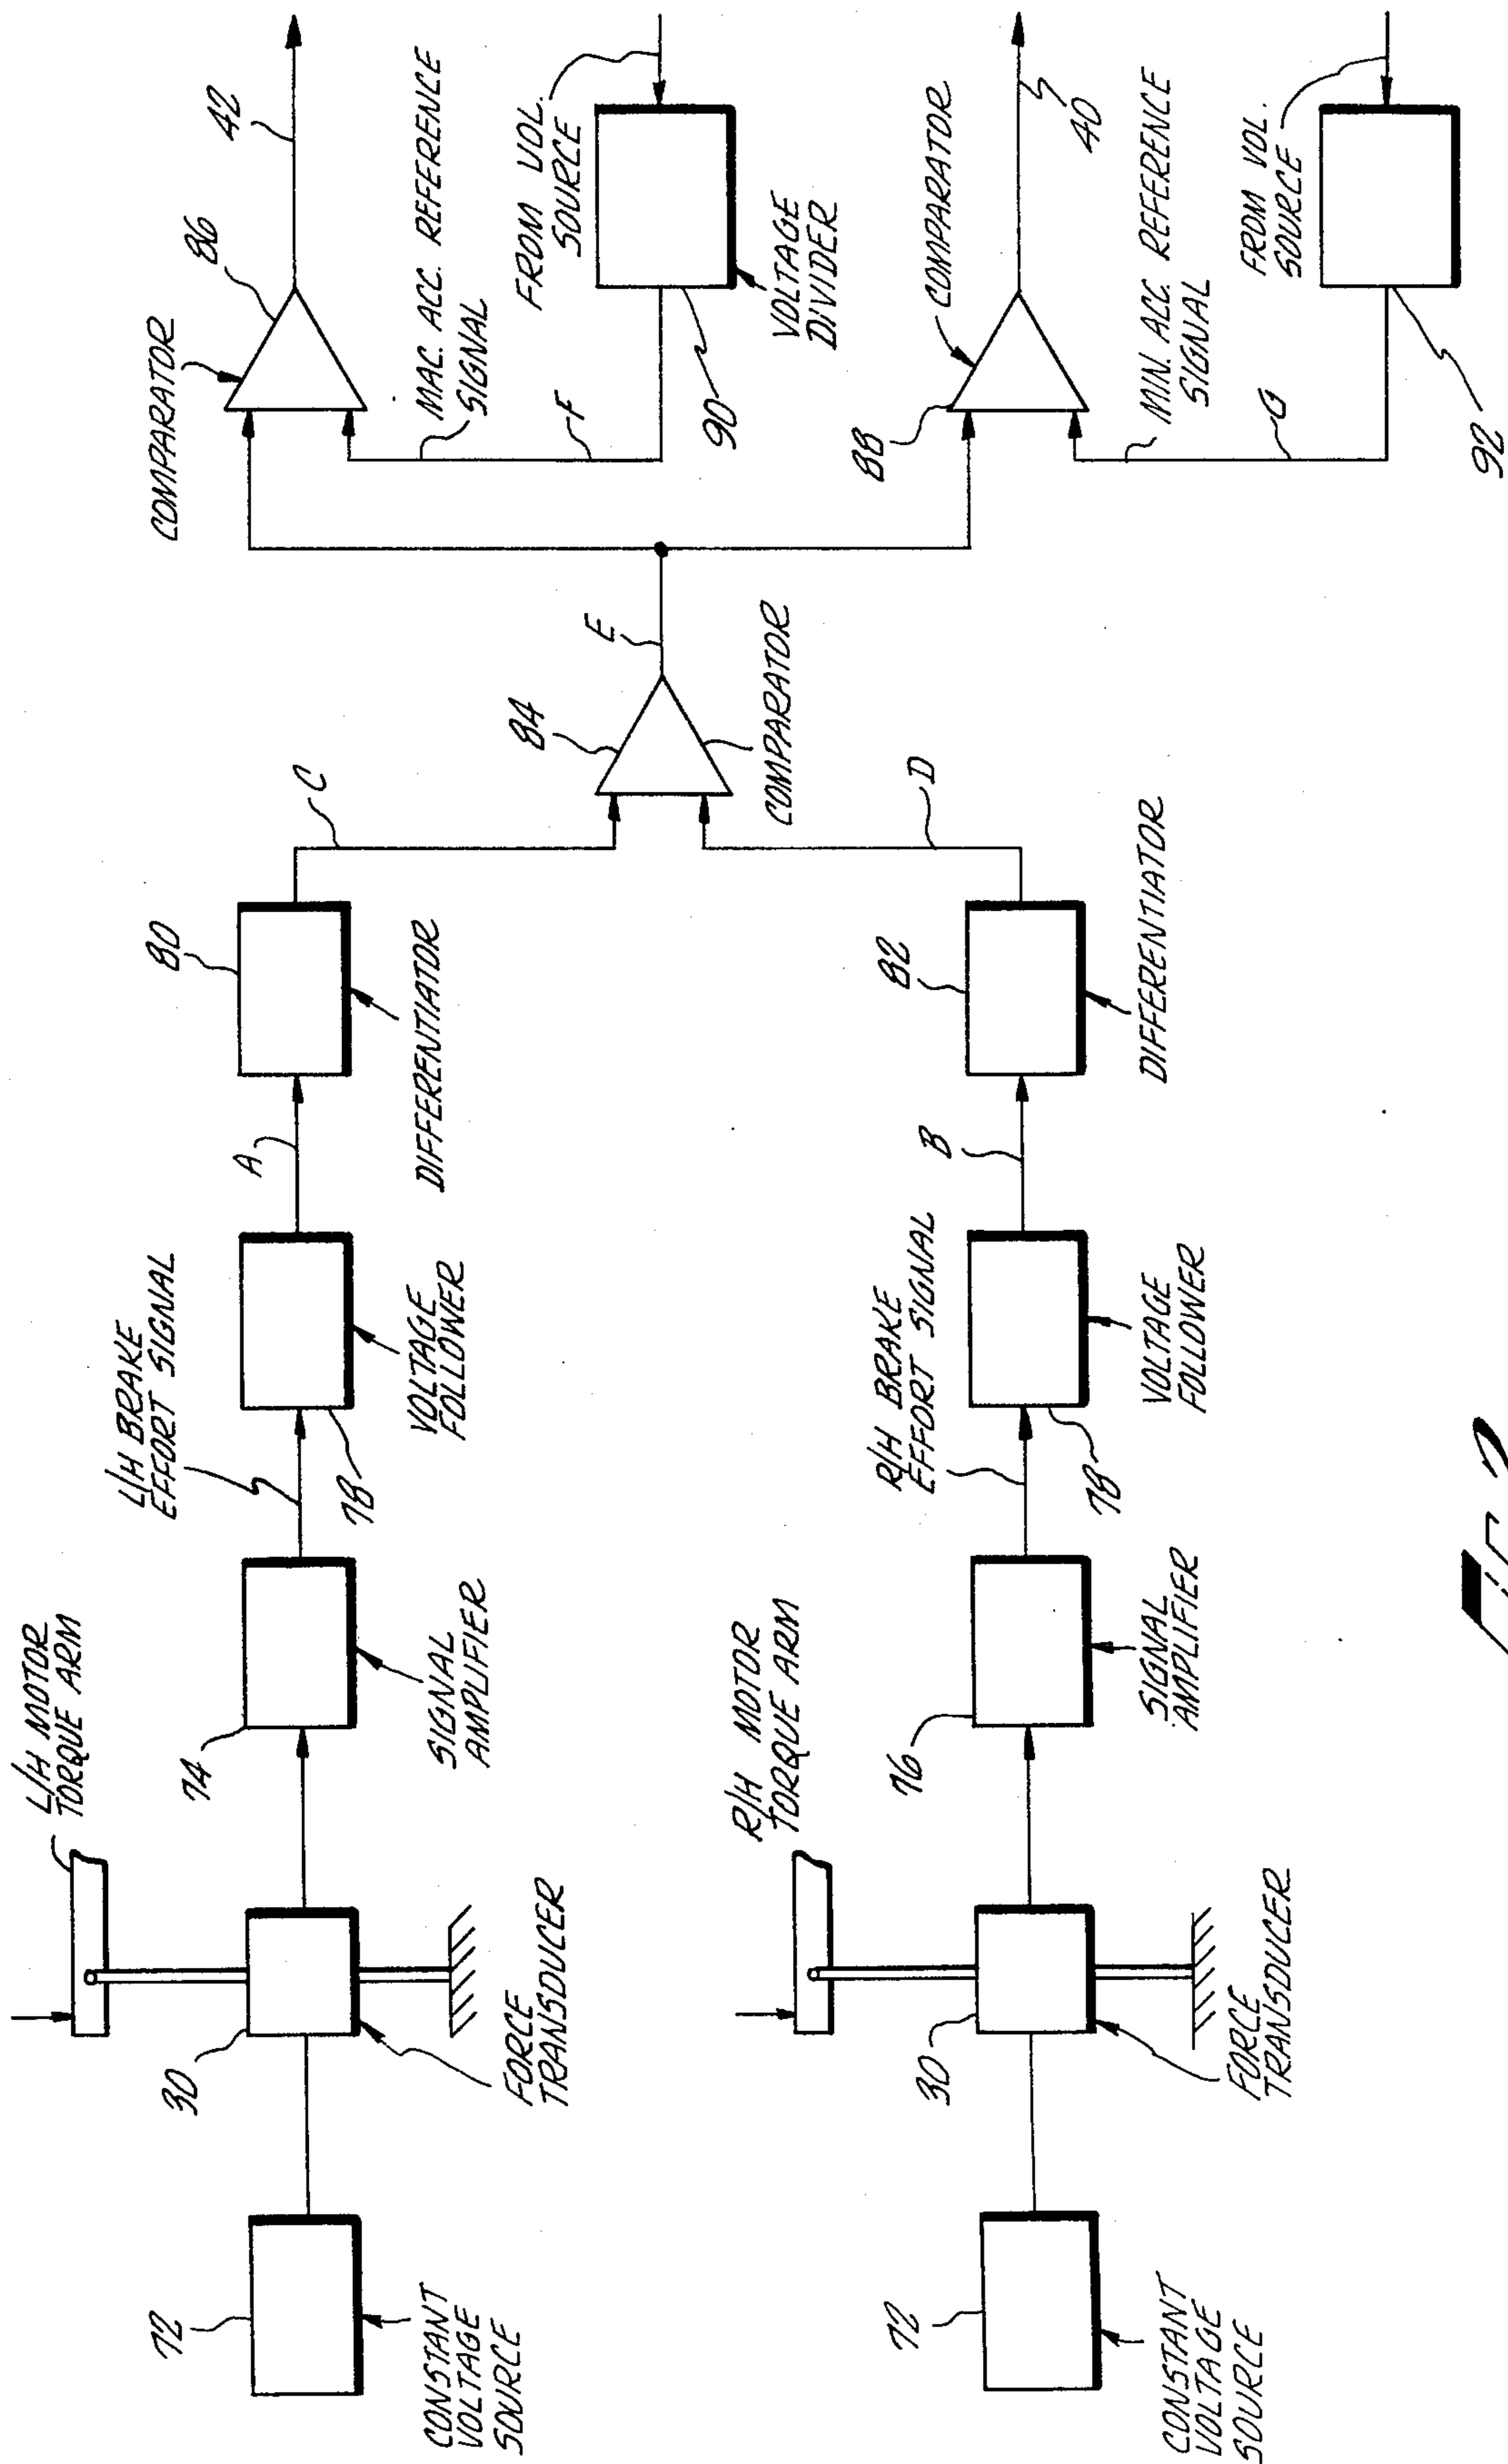 L/H MOTOR
TORQUE ARM
72
CONSTANT
VOLTAGE
SOURCE
30
FORCE
TRANSDUCER
74
SIGNAL
AMPLIFIER
L/H BRAKE
EFFORT SIGNAL
78
VOLTAGE
FOLLOWER
A
80
DIFFERENTIATOR
C
84
COMPARATOR
E
COMPARATOR
86
42
MAC. ACC. REFERENCE
SIGNAL
F
FROM VOL.
SOURCE
90
VOLTAGE
DIVIDER
R/H MOTOR
TORQUE ARM
72
CONSTANT
VOLTAGE
SOURCE
30
FORCE
TRANSDUCER
76
SIGNAL
AMPLIFIER
R/H BRAKE
EFFORT SIGNAL
78
VOLTAGE
FOLLOWER
B
82
DIFFERENTIATOR
D
88
COMPARATOR
40
MIN. ACC. REFERENCE
SIGNAL
G
FROM VOL.
SOURCE
92